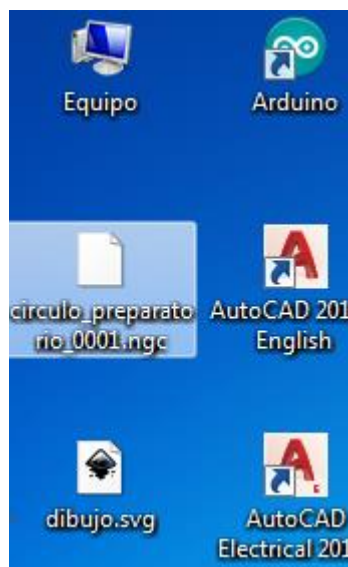 Equipo
Arduino
circulo_preparato
rio_0001.ngc
AutoCAD 201
English
dibujo.svg
AutoCAD
Electrical 201